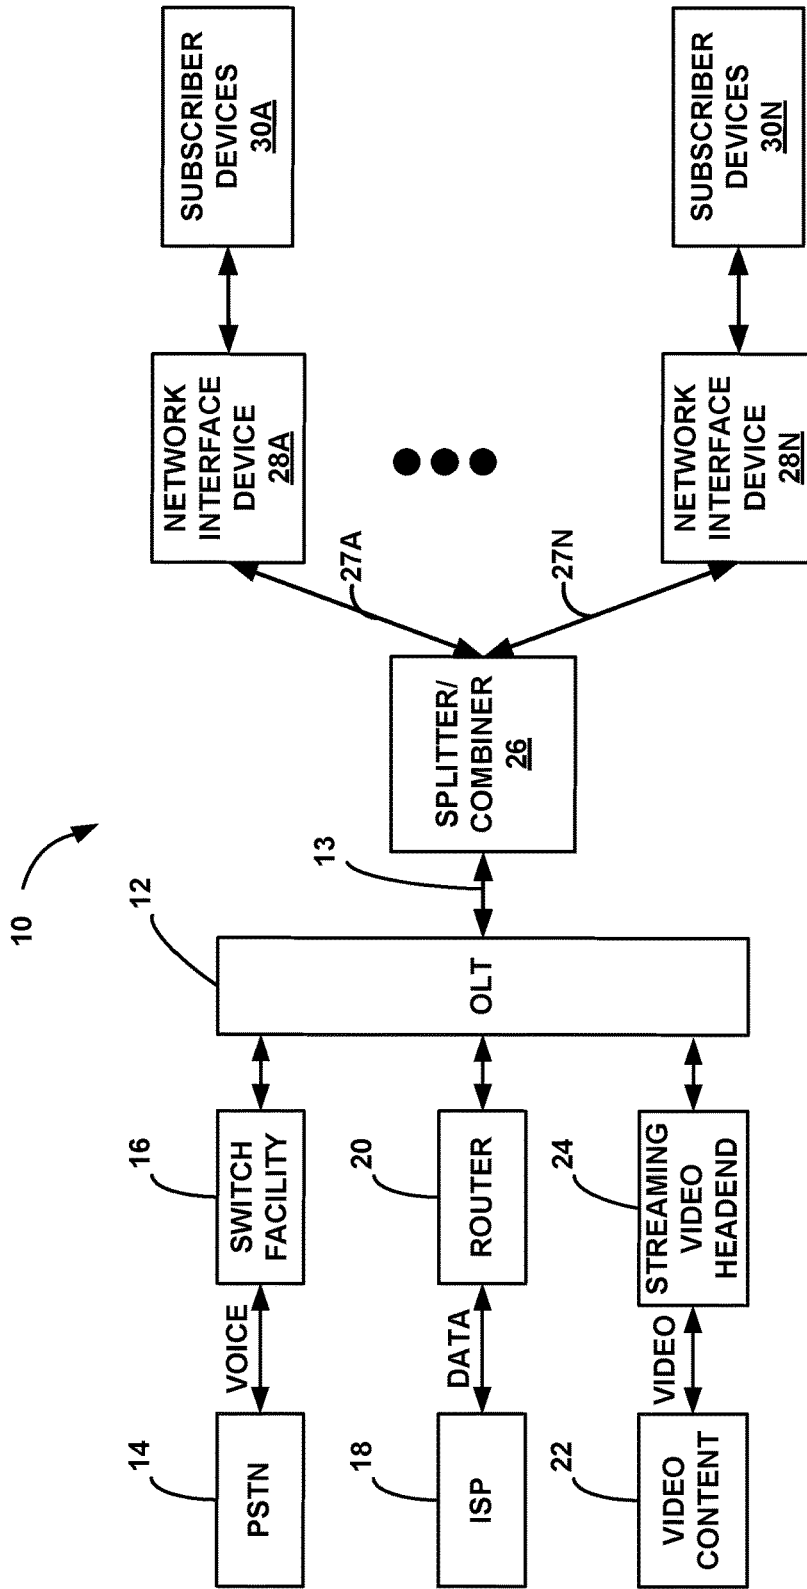 10
14
PSTN
VOICE
16
SWITCH
FACILITY
12
OLT
18
ISP
DATA
20
ROUTER
22
VIDEO
CONTENT
VIDEO
24
STREAMING
VIDEO
HEADEND
13
SPLITTER/
COMBINER
26
27A
27N
NETWORK
INTERFACE
DEVICE
28A
SUBSCRIBER
DEVICES
30A
NETWORK
INTERFACE
DEVICE
28N
SUBSCRIBER
DEVICES
30N